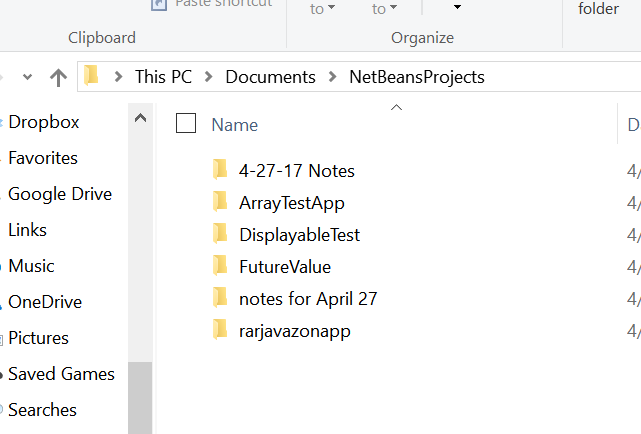 Paste shortcut
to
to
folder
Clipboard
Organize
This PC
Documents
NetBeansProjects
Dropbox
Favorites
Google Drive
Links
Music
OneDrive
Pictures
Saved Games
Searches
Name
D
4-27-17 Notes
4/
ArrayTestApp
4/
DisplayableTest
4/
FutureValue
4/
notes for April 27
4/
rarjavazonapp
4/